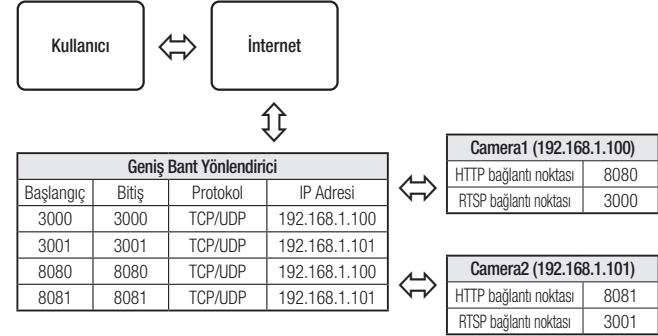 Kullanıcı
İnternet
Geniş Bant Yönlendirici
Başlangıç Bitiş Protokol IP Adresi
3000 3000 TCP/UDP 192.168.1.100
3001 3001 TCP/UDP 192.168.1.101
8080 8080 TCP/UDP 192.168.1.100
8081 8081 TCP/UDP 192.168.1.101
Camera1 (192.168.1.100)
HTTP bağlantı noktası 8080
RTSP bağlantı noktası 3000
Camera2 (192.168.1.101)
HTTP bağlantı noktası 8081
RTSP bağlantı noktası 3001